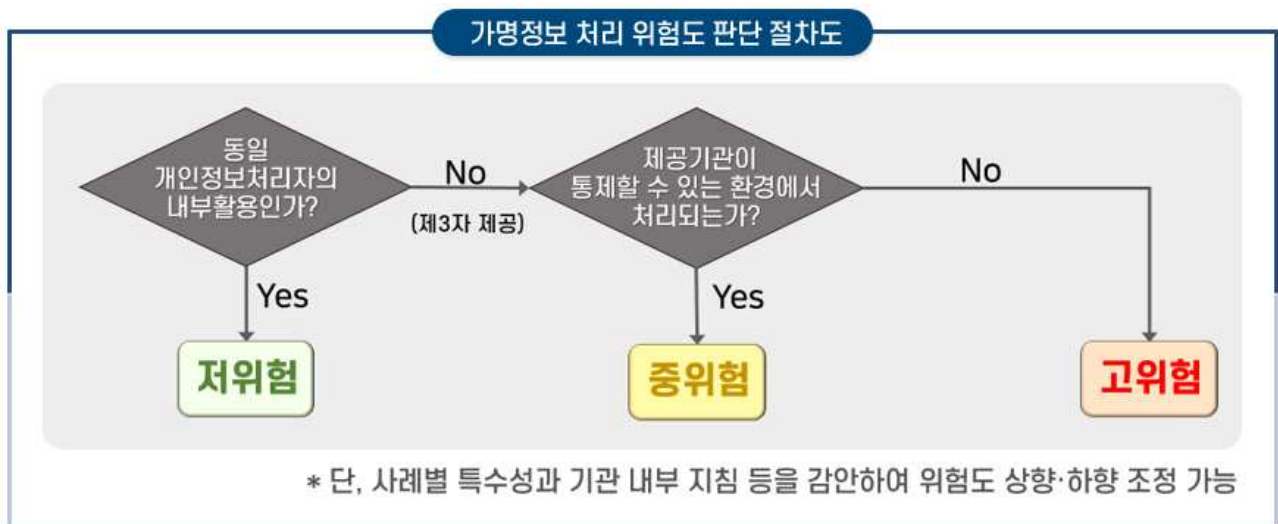 가명정보 처리 위험도 판단 절차도
동일
개인정보처리자의
내부활용인가?
No
(제3자 제공)
제공기관이
통제할 수 있는 환경에서
처리되는가?
No
Yes
Yes
저위험
중위험
고위험
* 단, 사례별 특수성과 기관 내부 지침 등을 감안하여 위험도 상향·하향 조정 가능